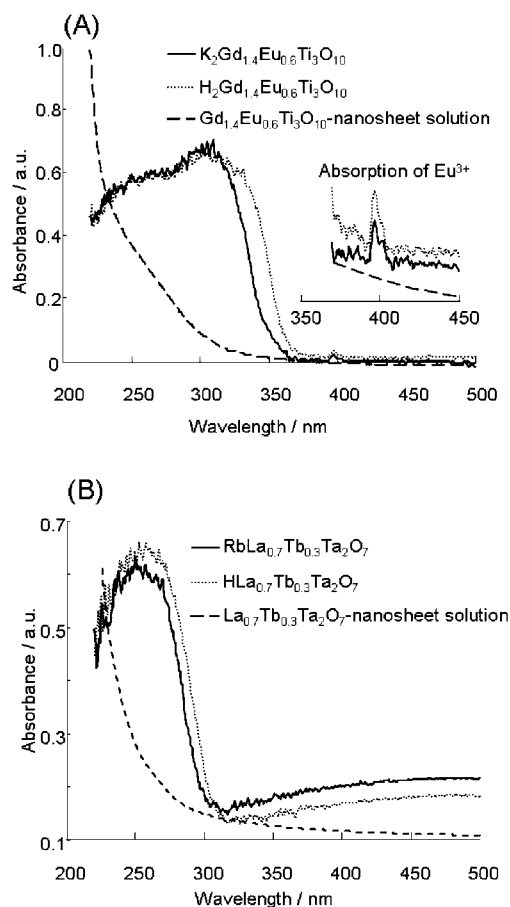 (A)
K2Gd1.4Eu0.6Ti3O10
H2Gd1.4Eu0.6Ti3O10
Gd1.4Eu0.6Ti3O10-nanosheet solution
Absorption of Eu3+
350 400 450
1.0
0.8
0.6
0.4
0.2
0
Absorbance / a.u.
200 250 300 350 400 450 500
Wavelength / nm
(B)
RbLa0.7Tb0.3Ta2O7
HLa0.7Tb0.3Ta2O7
La0.7Tb0.3Ta2O7-nanosheet solution
0.7
0.5
0.3
0.1
Absorbance / a.u.
200 250 300 350 400 450 500
Wavelength / nm